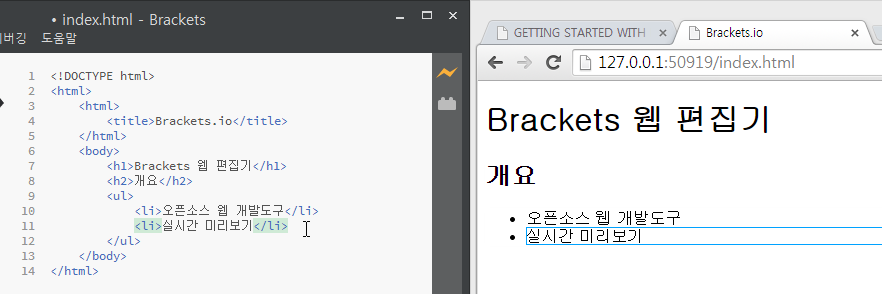 • index.html - Brackets
버깅 도움말
1 <!DOCTYPE html>
2 <html>
3 <html>
4 <title>Brackets.io</title>
5 </html>
6 <body>
7 <h1>Brackets 웹 편집기</h1>
8 <h2>개요</h2>
9 <ul>
10 <li>오픈소스 웹 개발도구</li>
11 <li>실시간 미리보기</li>
12 </ul>
13 </body>
14 </html>
GETTING STARTED WITH
Brackets.io
127.0.0.1:50919/index.html
Brackets 웹 편집기
개요
• 오픈소스 웹 개발도구
• 실시간 미리보기